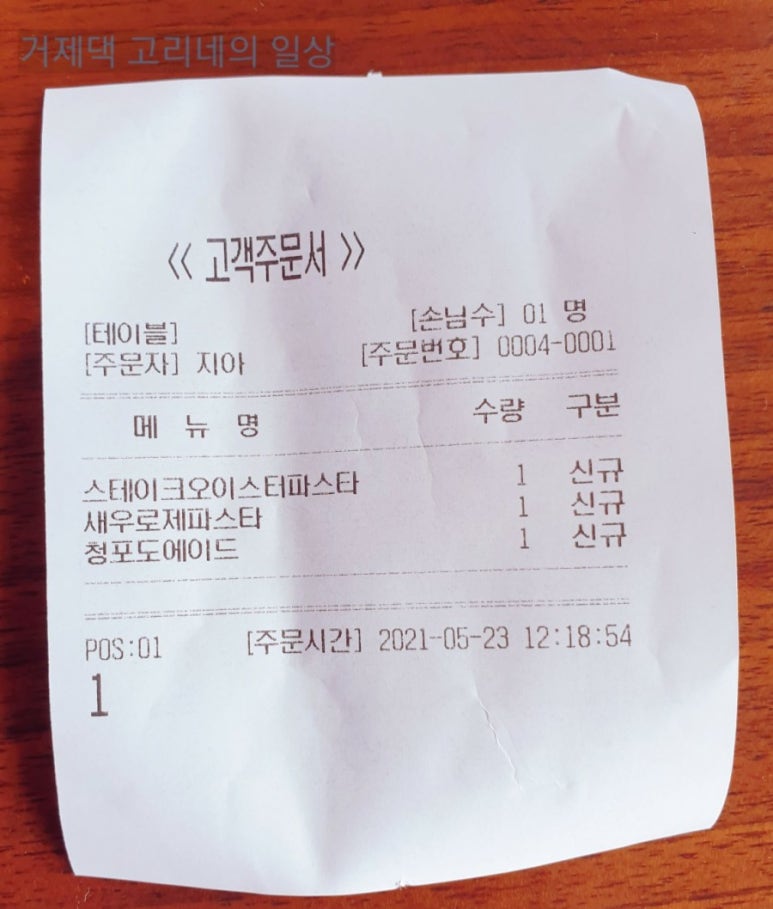 거제댁 고리네의 일상
<< 고객주문서 >>
[테이블] [손님수] 01 명
[주문자] 지아 [주문번호] 0004-0001
메 뉴 명 수량 구분
스테이크오이스터파스타 1 신규
새우로제파스타 1 신규
청포도에이드 1 신규
POS:01 [주문시간] 2021-05-23 12:18:54
1